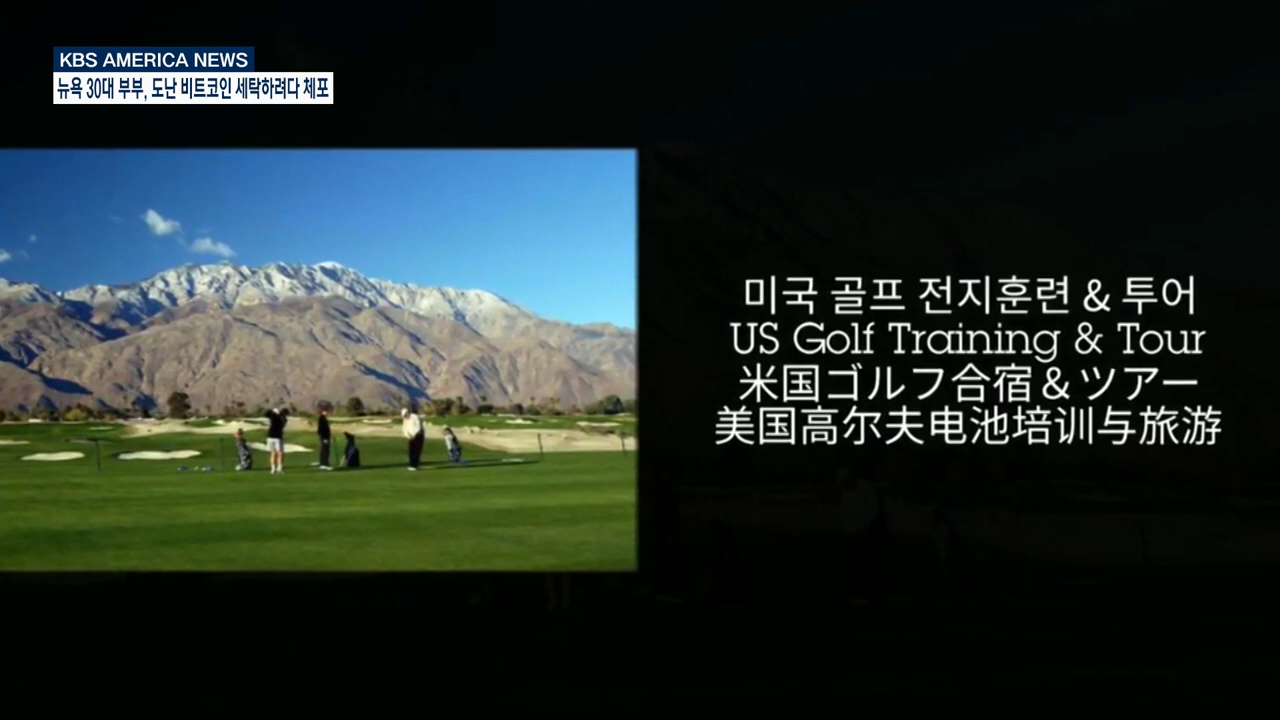 KBS AMERICA NEWS
뉴욕 30대 부부, 도난 비트코인 세탁하려다 체포
미국 골프 전지훈련 & 투어
US Golf Training & Tour
米国ゴルフ合宿＆ツアー
美国高尔夫电池培训与旅游